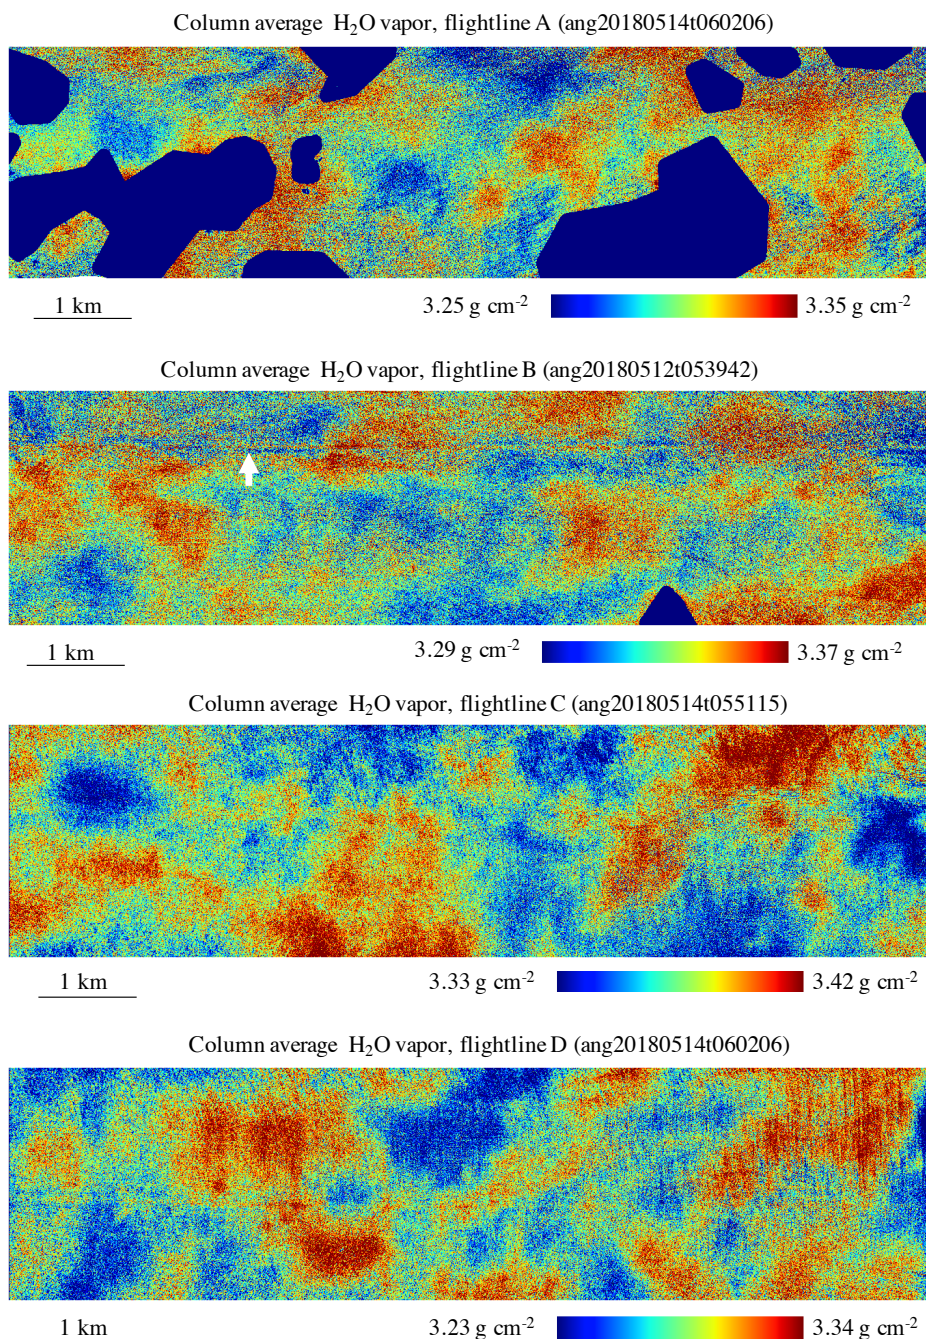 Column average H₂O vapor, flightline A (ang20180514t060206)
1 km 3.25 g cm⁻² 3.35 g cm⁻²
Column average H₂O vapor, flightline B (ang20180512t053942)
1 km 3.29 g cm⁻² 3.37 g cm⁻²
Column average H₂O vapor, flightline C (ang20180514t055115)
1 km 3.33 g cm⁻² 3.42 g cm⁻²
Column average H₂O vapor, flightline D (ang20180514t060206)
1 km 3.23 g cm⁻² 3.34 g cm⁻²